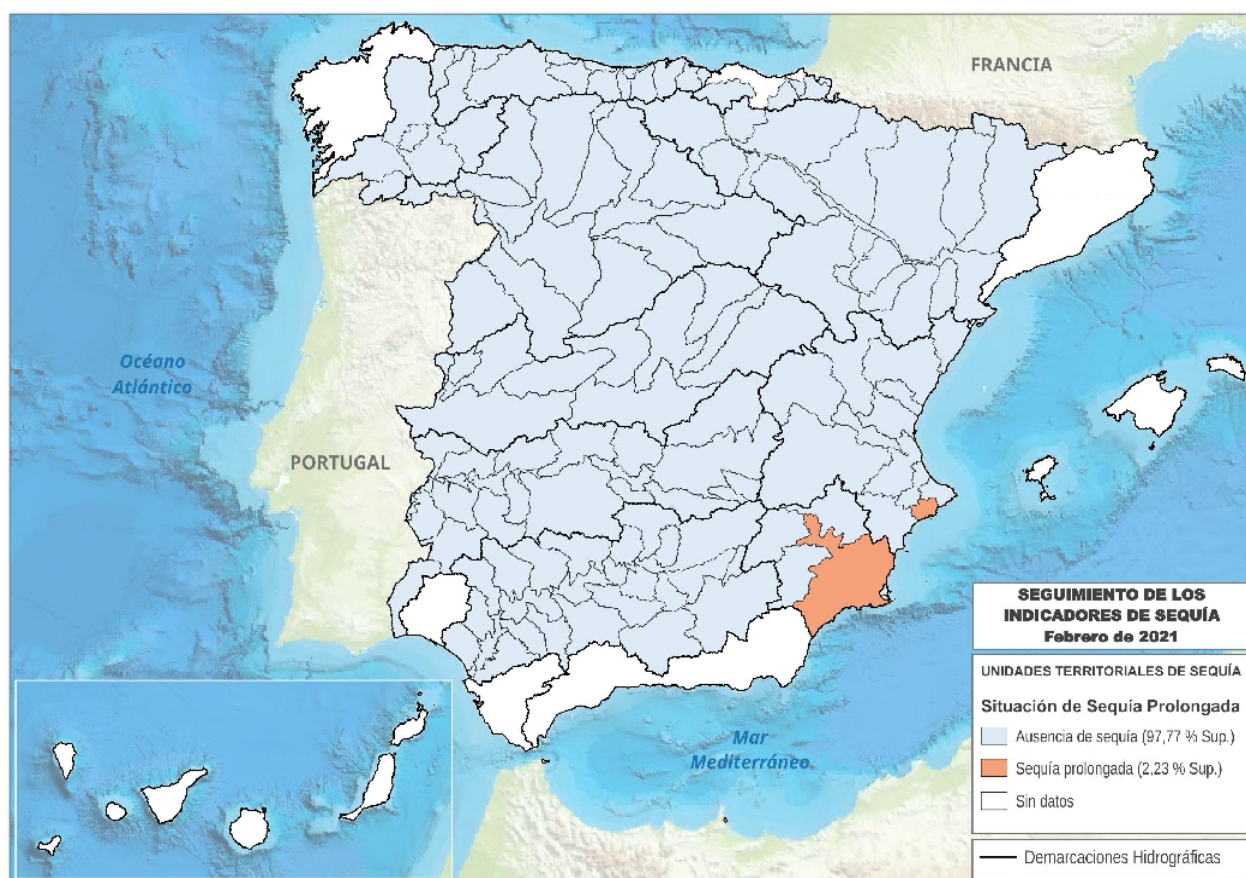 FRANCIA
Océano
Atlántico
PORTUGAL
Mar
Mediterráneo
SEGUIMIENTO DE LOS
INDICADORES DE SEQUÍA
Febrero de 2021
UNIDADES TERRITORIALES DE SEQUÍA
Situación de Sequía Prolongada
Ausencia de sequía (97,77 % Sup.)
Sequía prolongada (2,23 % Sup.)
Sin datos
Demarcaciones Hidrográficas